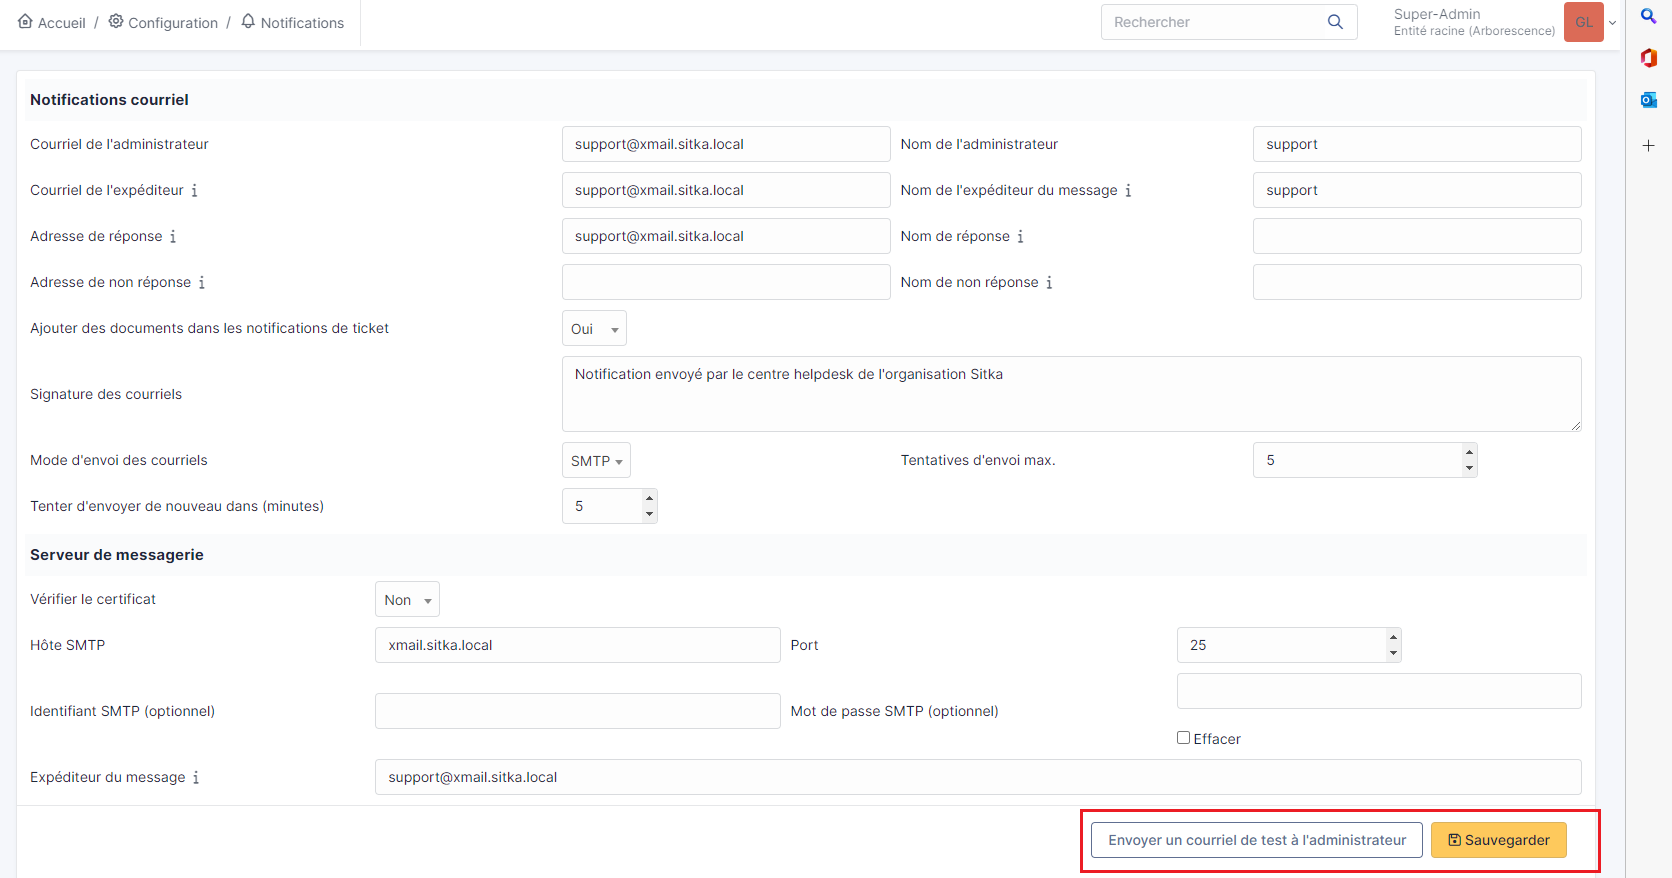 Accueil / Configuration / Notifications
Rechercher
Super-Admin
Entité racine (Arborescence)
GL
Notifications courriel
Courriel de l'administrateur support@xmail.sitka.local Nom de l'administrateur support
Courriel de l'expéditeur i support@xmail.sitka.local Nom de l'expéditeur du message i support
Adresse de réponse i support@xmail.sitka.local Nom de réponse i
Adresse de non réponse i Nom de non réponse i
Ajouter des documents dans les notifications de ticket Oui
Signature des courriels Notification envoyé par le centre helpdesk de l'organisation Sitka
Mode d'envoi des courriels SMTP Tentatives d'envoi max. 5
Tenter d'envoyer de nouveau dans (minutes) 5
Serveur de messagerie
Vérifier le certificat Non
Hôte SMTP xmail.sitka.local Port 25
Identifiant SMTP (optionnel) Mot de passe SMTP (optionnel)
Effacer
Expéditeur du message i support@xmail.sitka.local
Envoyer un courriel de test à l'administrateur Sauvegarder